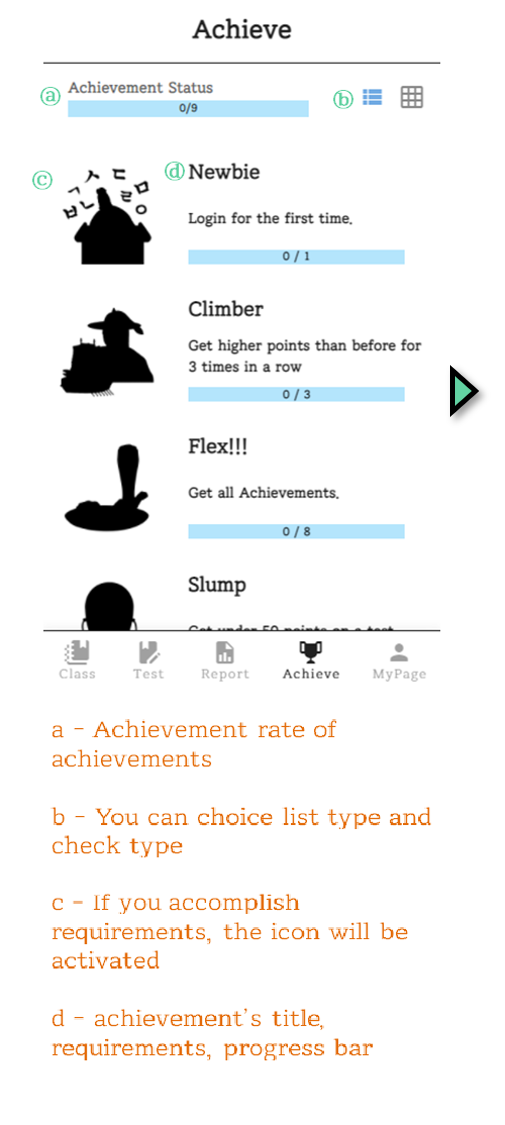 Achieve
ⓐ Achievement Status
0/9
ⓑ
ⓒ
ㄱ ㅅ ㄷ
ㅂ ㄴ ㄹ ㅁ
ㅇ
ⓓ Newbie
Login for the first time.
0 / 1
Climber
Get higher points than before for
3 times in a row
0 / 3
Flex!!!
Get all Achievements.
0 / 8
Slump
Get under 50 points on a test
Class Test Report Achieve MyPage
a - Achievement rate of
achievements
b - You can choice list type and
check type
c - If you accomplish
requirements, the icon will be
activated
d - achievement's title,
requirements, progress bar